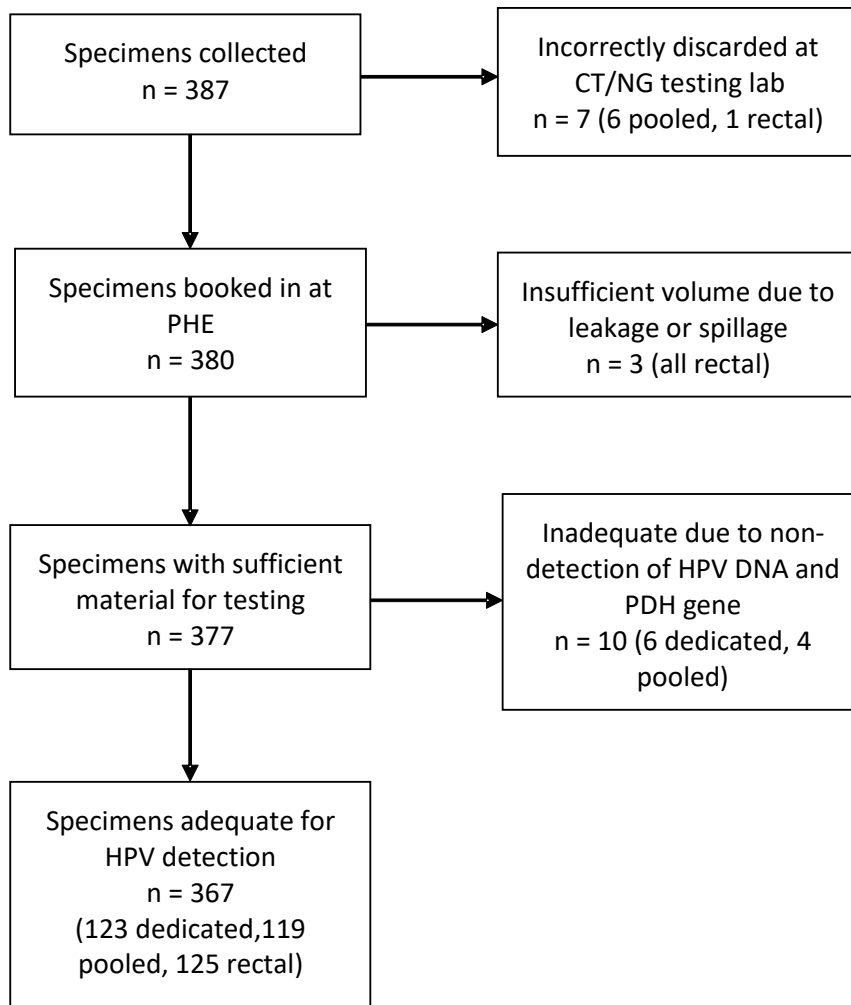 Specimens collected
n = 387
Incorrectly discarded at
CT/NG testing lab
n = 7 (6 pooled, 1 rectal)
Specimens booked in at
PHE
n = 380
Insufficient volume due to
leakage or spillage
n = 3 (all rectal)
Specimens with sufficient
material for testing
n = 377
Inadequate due to non-
detection of HPV DNA and
PDH gene
n = 10 (6 dedicated, 4
pooled)
Specimens adequate for
HPV detection
n = 367
(123 dedicated,119
pooled, 125 rectal)